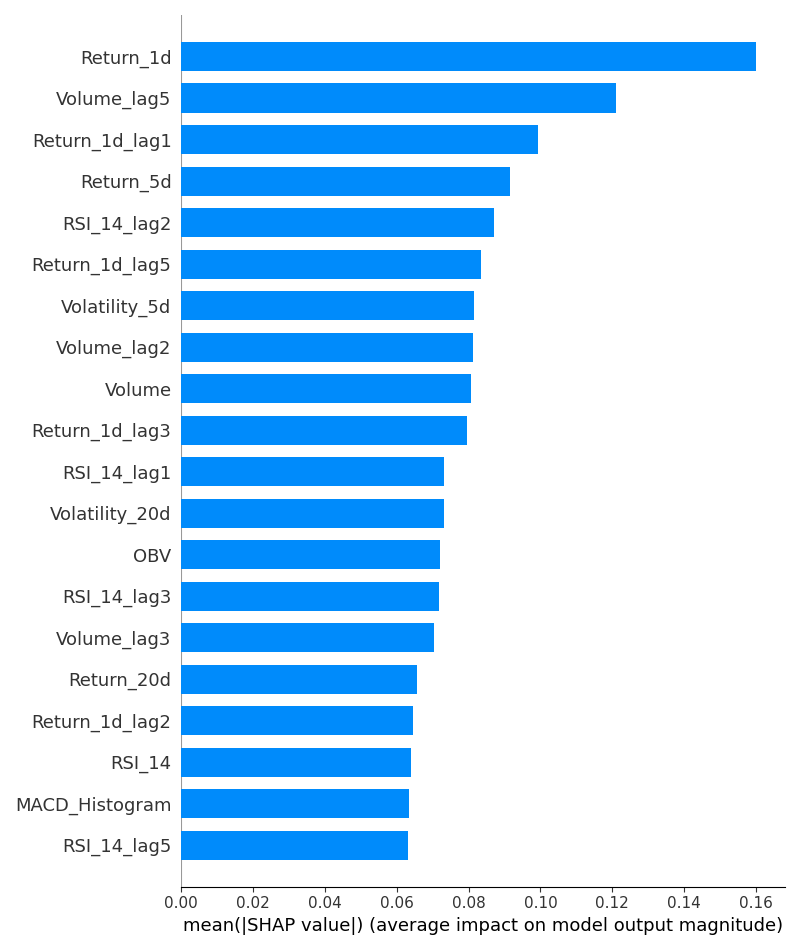 Return_1d
Volume_lag5
Return_1d_lag1
Return_5d
RSI_14_lag2
Return_1d_lag5
Volatility_5d
Volume_lag2
Volume
Return_1d_lag3
RSI_14_lag1
Volatility_20d
OBV
RSI_14_lag3
Volume_lag3
Return_20d
Return_1d_lag2
RSI_14
MACD_Histogram
RSI_14_lag5
0.00 0.02 0.04 0.06 0.08 0.10 0.12 0.14 0.16
mean(|SHAP value|) (average impact on model output magnitude)